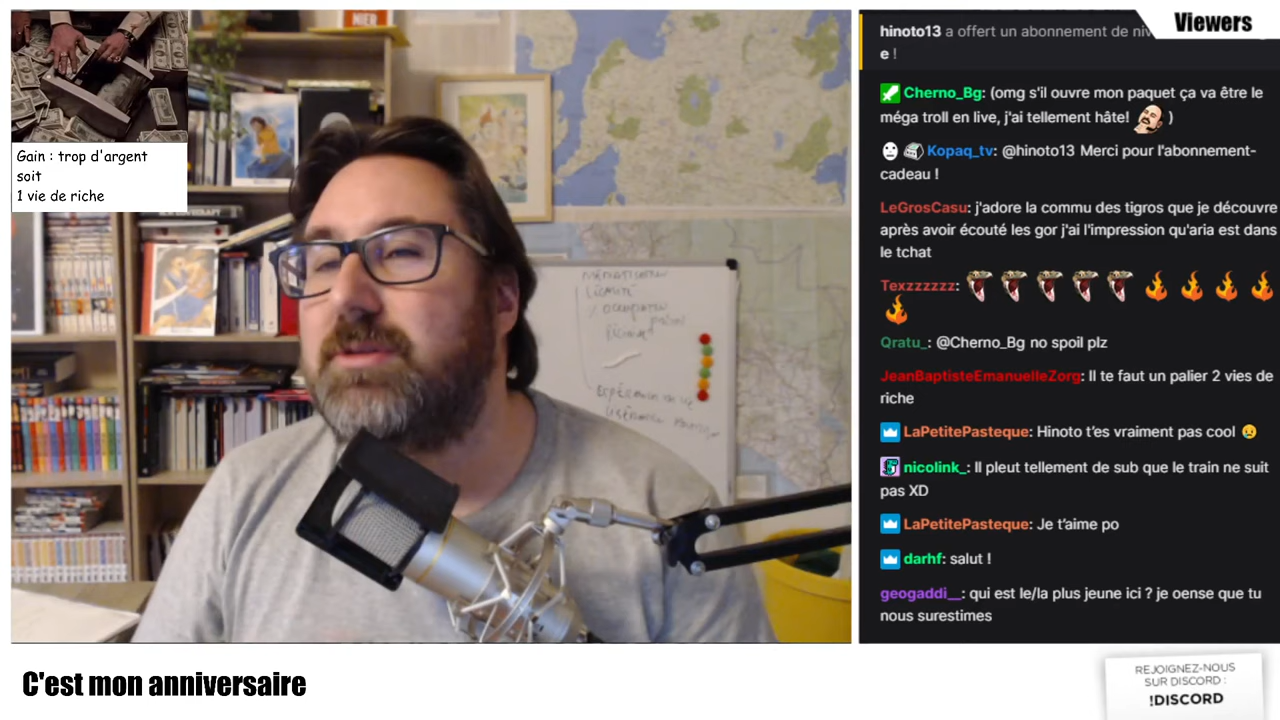 Gain : trop d'argent
soit
1 vie de riche
Viewers
hinoto13 a offert un abonnement de niv
e !
Cherno_Bg: (omg s'il ouvre mon paquet ça va être le
méga troll en live, j'ai tellement hâte! )
Kopaq_tv: @hinoto13 Merci pour l'abonnement-
cadeau !
LeGrosCasu: j'adore la commu des tigros que je découvre
après avoir écouté les gor j'ai l'impression qu'aria est dans
le tchat
Texzzzzzz:
Qratu_: @Cherno_Bg no spoil plz
JeanBaptisteEmanuelleZorg: Il te faut un palier 2 vies de
riche
LaPetitePasteque: Hinoto t'es vraiment pas cool 😥
nicolink_: Il pleut tellement de sub que le train ne suit
pas XD
LaPetitePasteque: Je t'aime po
darhf: salut !
geogaddi__: qui est le/la plus jeune ici ? je oense que tu
nous surestimes
C'est mon anniversaire
REJOIGNEZ-NOUS
SUR DISCORD :
!DISCORD